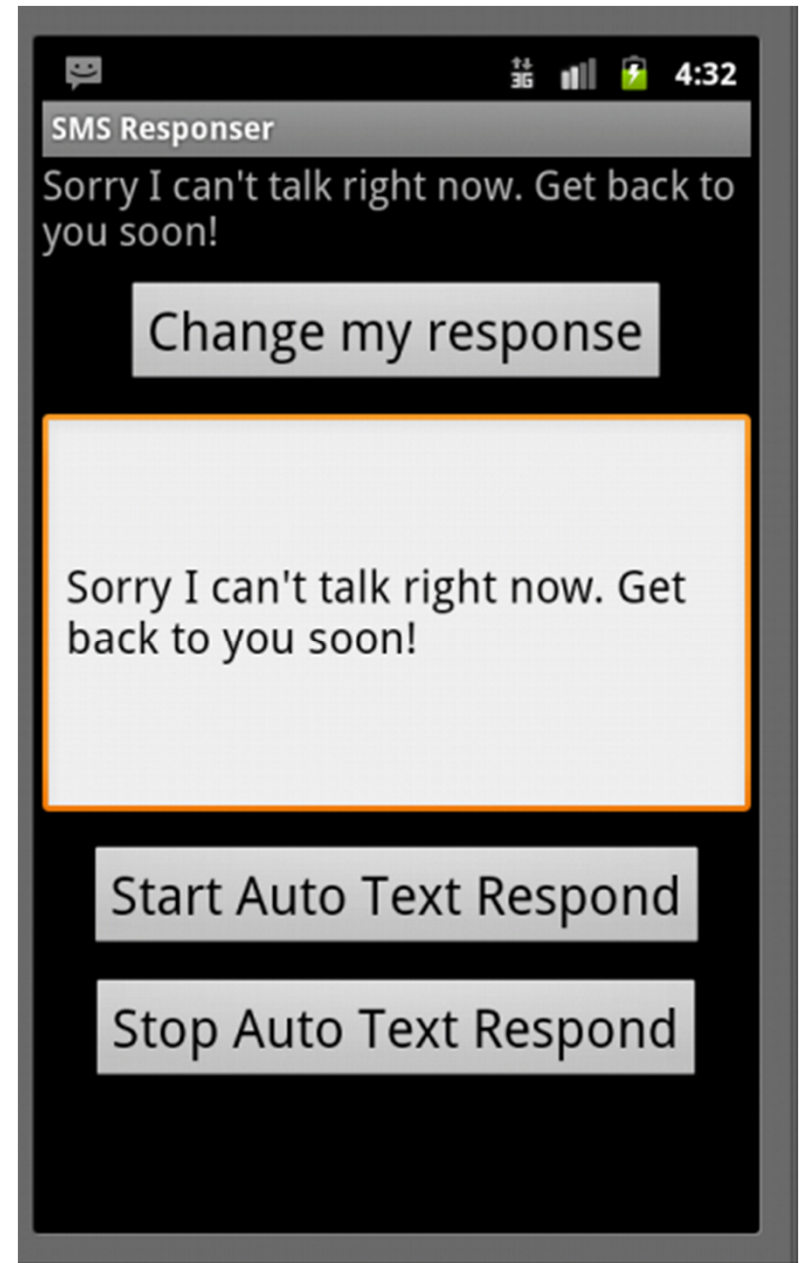 3G 4:32
SMS Responser
Sorry I can't talk right now. Get back to
you soon!
Change my response
Sorry I can't talk right now. Get
back to you soon!
Start Auto Text Respond
Stop Auto Text Respond